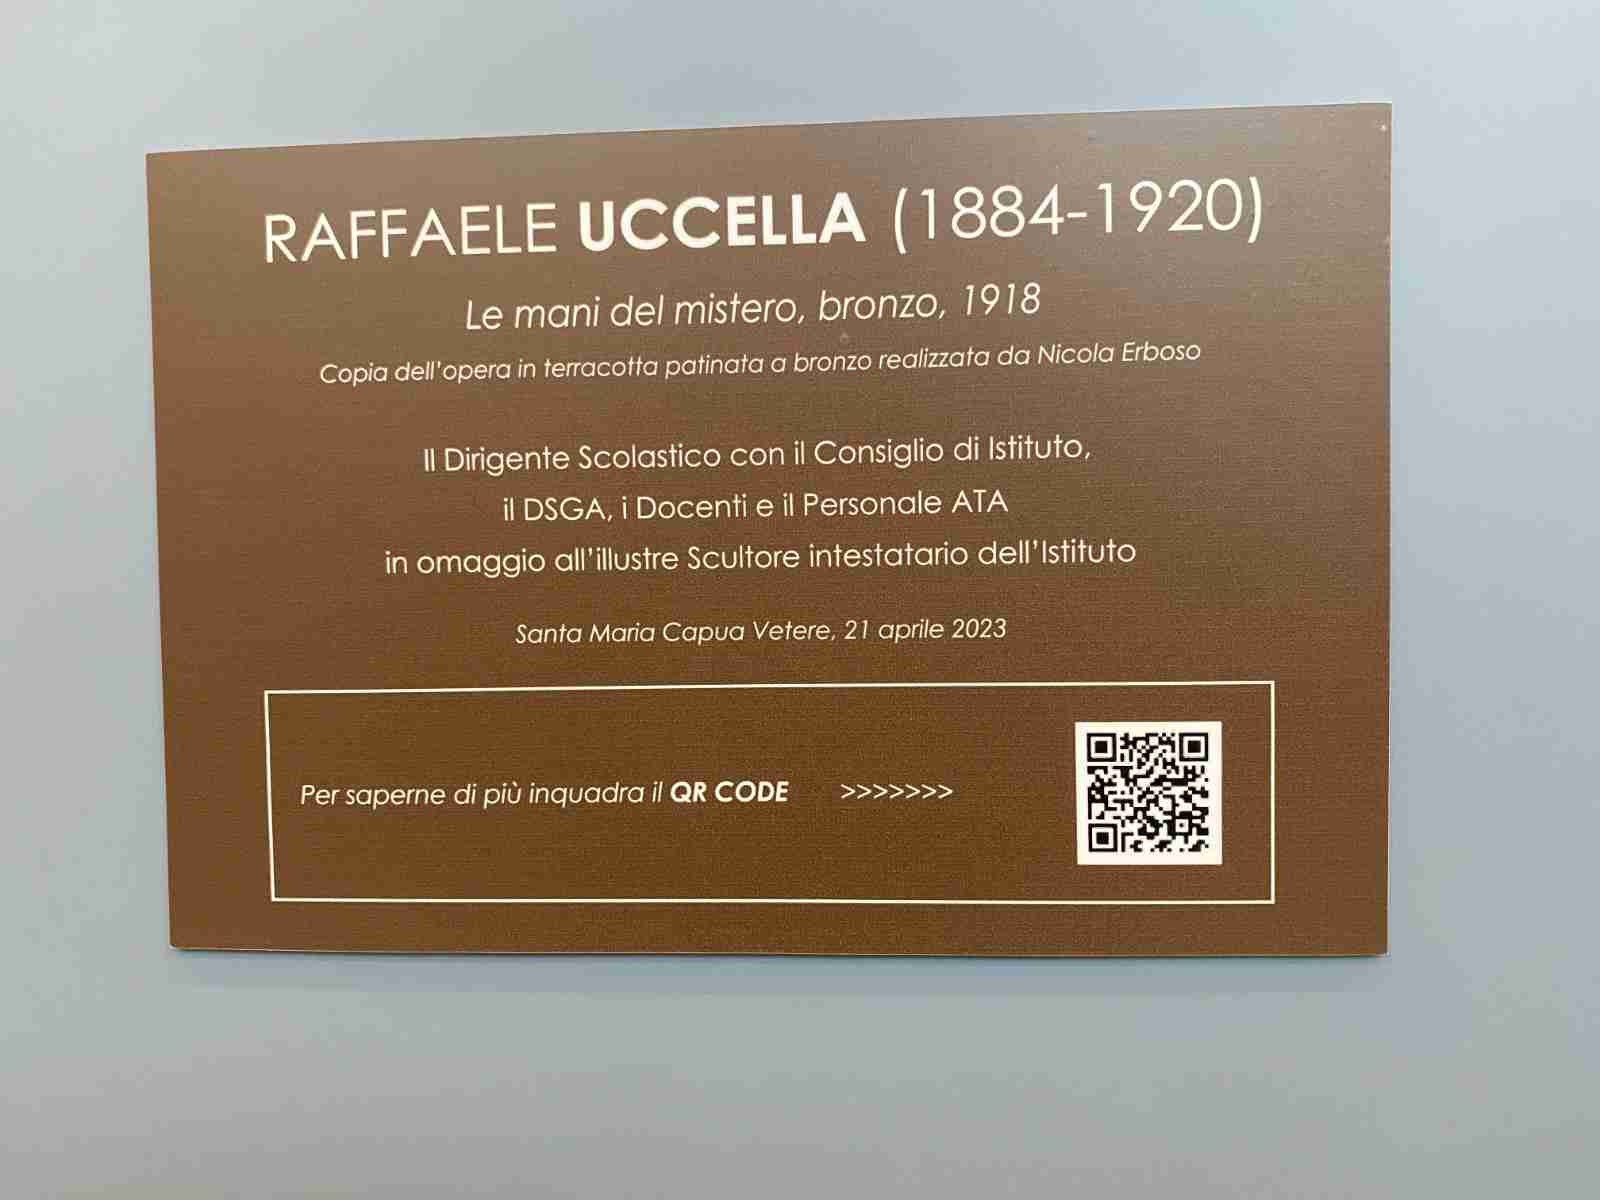 RAFFAELE UCCELLA (1884-1920)
Le mani del mistero, bronzo, 1918
Copia dell'opera in terracotta patinata a bronzo realizzata da Nicola Erboso
Il Dirigente Scolastico con il Consiglio di Istituto,
il DSGA, i Docenti e il Personale ATA
in omaggio all'illustre Scultore intestatario dell'Istituto
Santa Maria Capua Vetere, 21 aprile 2023
Per saperne di più inquadra il QR CODE >>>>>>>